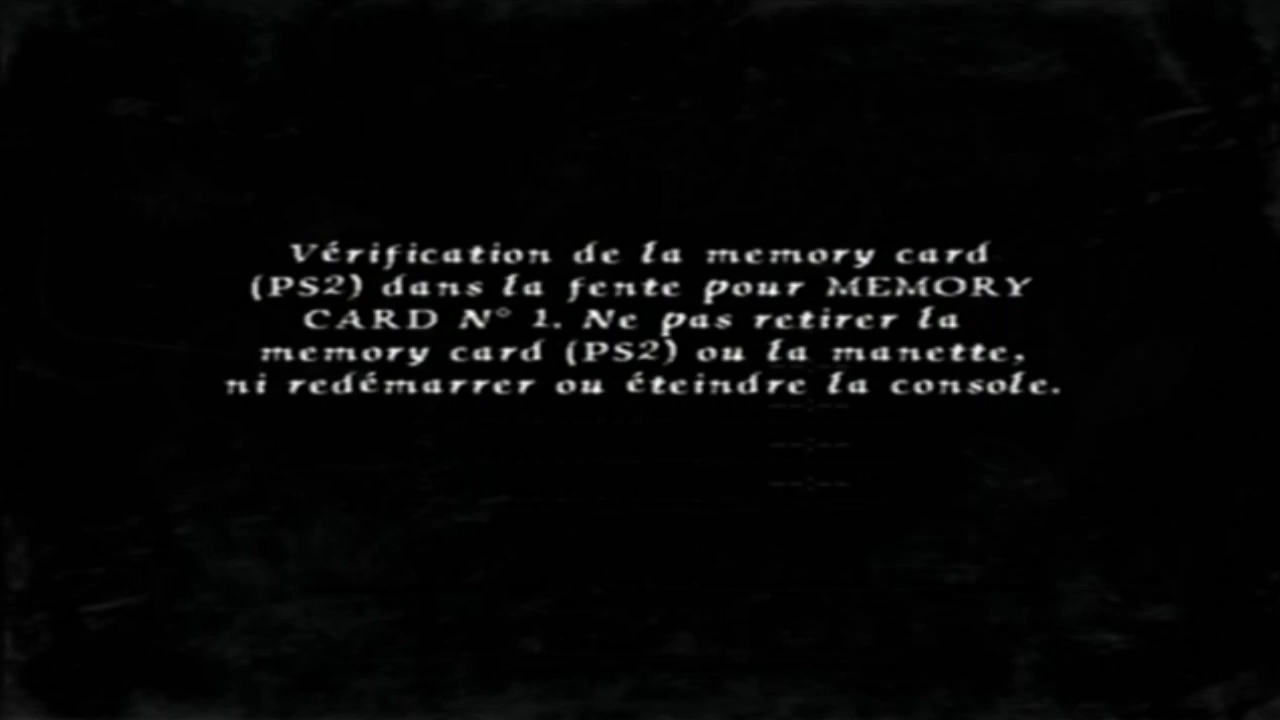 Vérification de la memory card
(PS2) dans la fente pour MEMORY
CARD N° 1. Ne pas retirer la
memory card (PS2) ou la manette,
ni redémarrer ou éteindre la console.
--:--
--:--
--:--